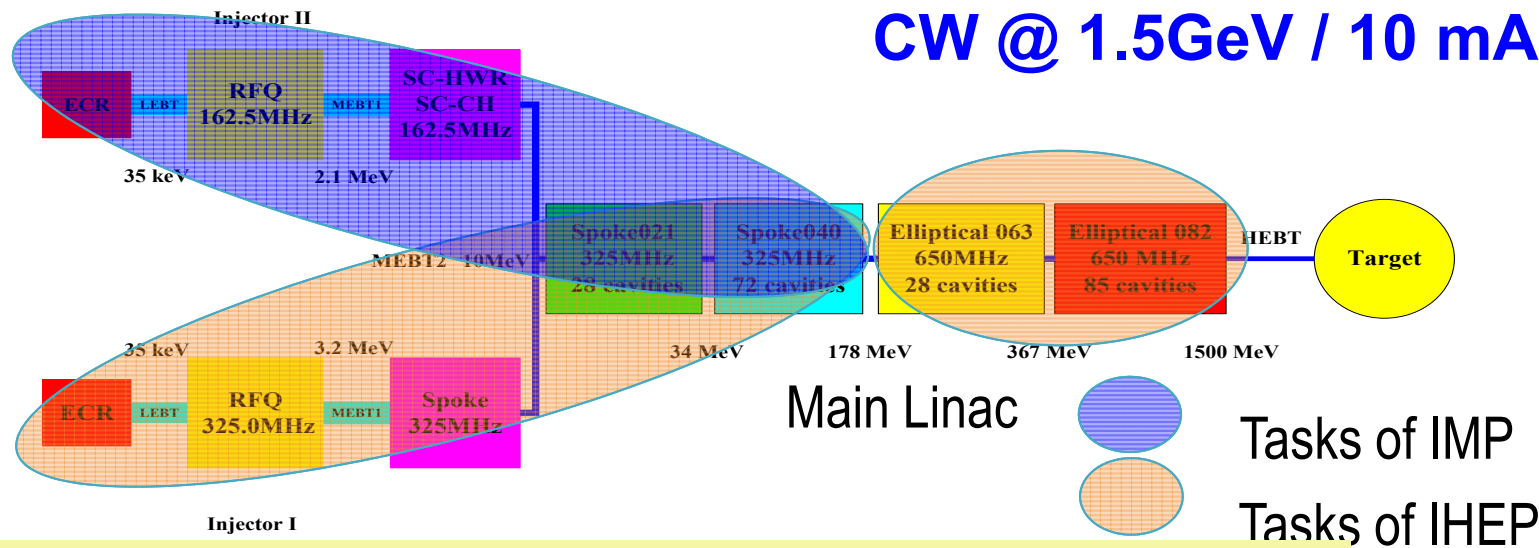 Injector II
CW @ 1.5GeV / 10 mA
ECR
LEBT
RFQ
162.5MHz
MEBT1
SC-HWR
SC-CH
162.5MHz
35 keV
2.1 MeV
MEBT2
10MeV
Spoke021
325MHz
28 cavities
Spoke040
325MHz
72 cavities
Elliptical 063
650MHz
28 cavities
Elliptical 082
650 MHz
85 cavities
HEBT
Target
35 keV
3.2 MeV
34 MeV
178 MeV
367 MeV
1500 MeV
ECR
LEBT
RFQ
325.0MHz
MEBT1
Spoke
325MHz
Main Linac
Tasks of IMP
Tasks of IHEP
Injector I